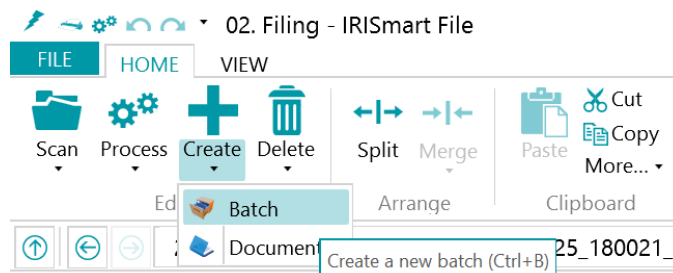 02. Filing - IRISmart File
FILE HOME VIEW
Scan Process Create Delete Split Merge Paste Cut
Copy
More...
Ed Arrange Clipboard
Batch
Document
Create a new batch (Ctrl+B)
25_180021_